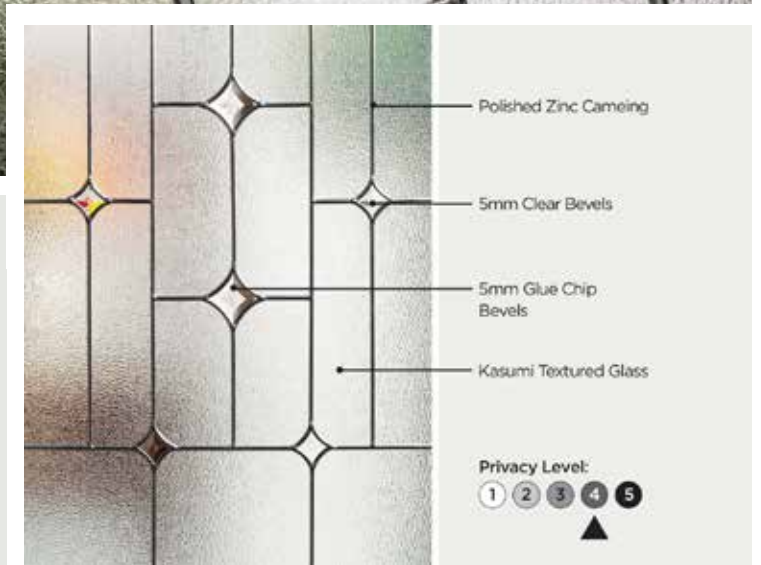 Polished Zinc Cameing
5mm Clear Bevels
5mm Glue Chip
Bevels
Kasumi Textured Glass
Privacy Level:
1 2 3 4 5